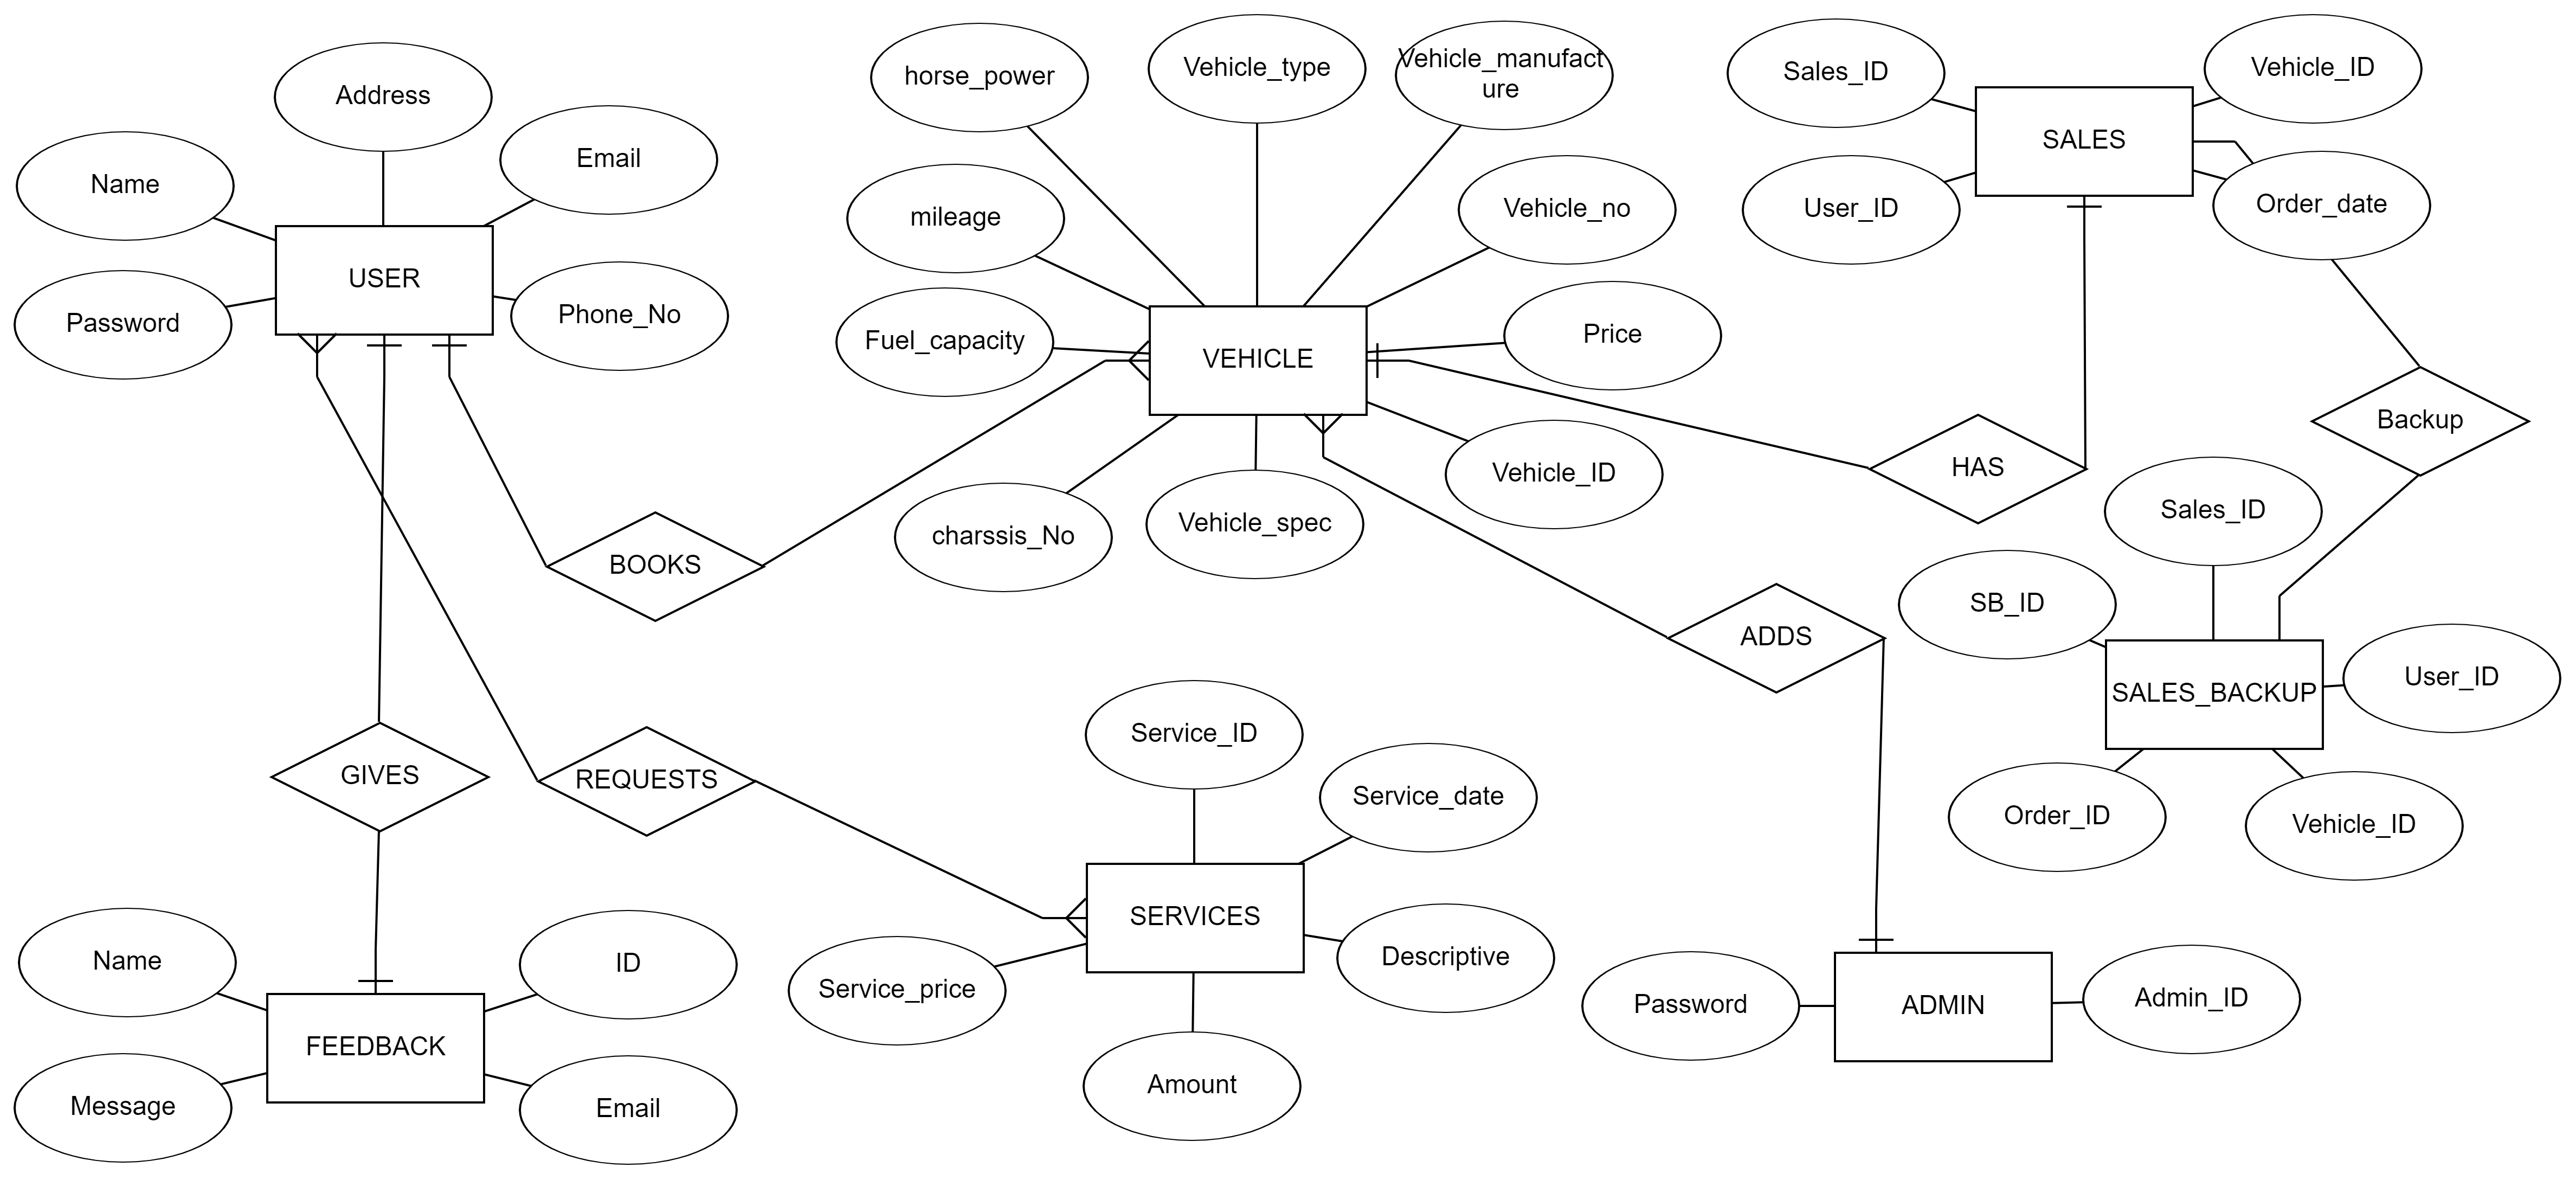 horse_power
Vehicle_type
Vehicle_manufact
ure
Sales_ID
Vehicle_ID
Address
Email
Name
SALES
mileage
Vehicle_no
User_ID
Order_date
USER
Password
Phone_No
Fuel_capacity
VEHICLE
Price
Backup
HAS
Vehicle_ID
Sales_ID
charssis_No
Vehicle_spec
BOOKS
SB_ID
ADDS
User_ID
SALES_BACKUP
Service_ID
GIVES
REQUESTS
Service_date
Order_ID
Vehicle_ID
SERVICES
Name
ID
Descriptive
Service_price
Password
ADMIN
Admin_ID
FEEDBACK
Amount
Message
Email